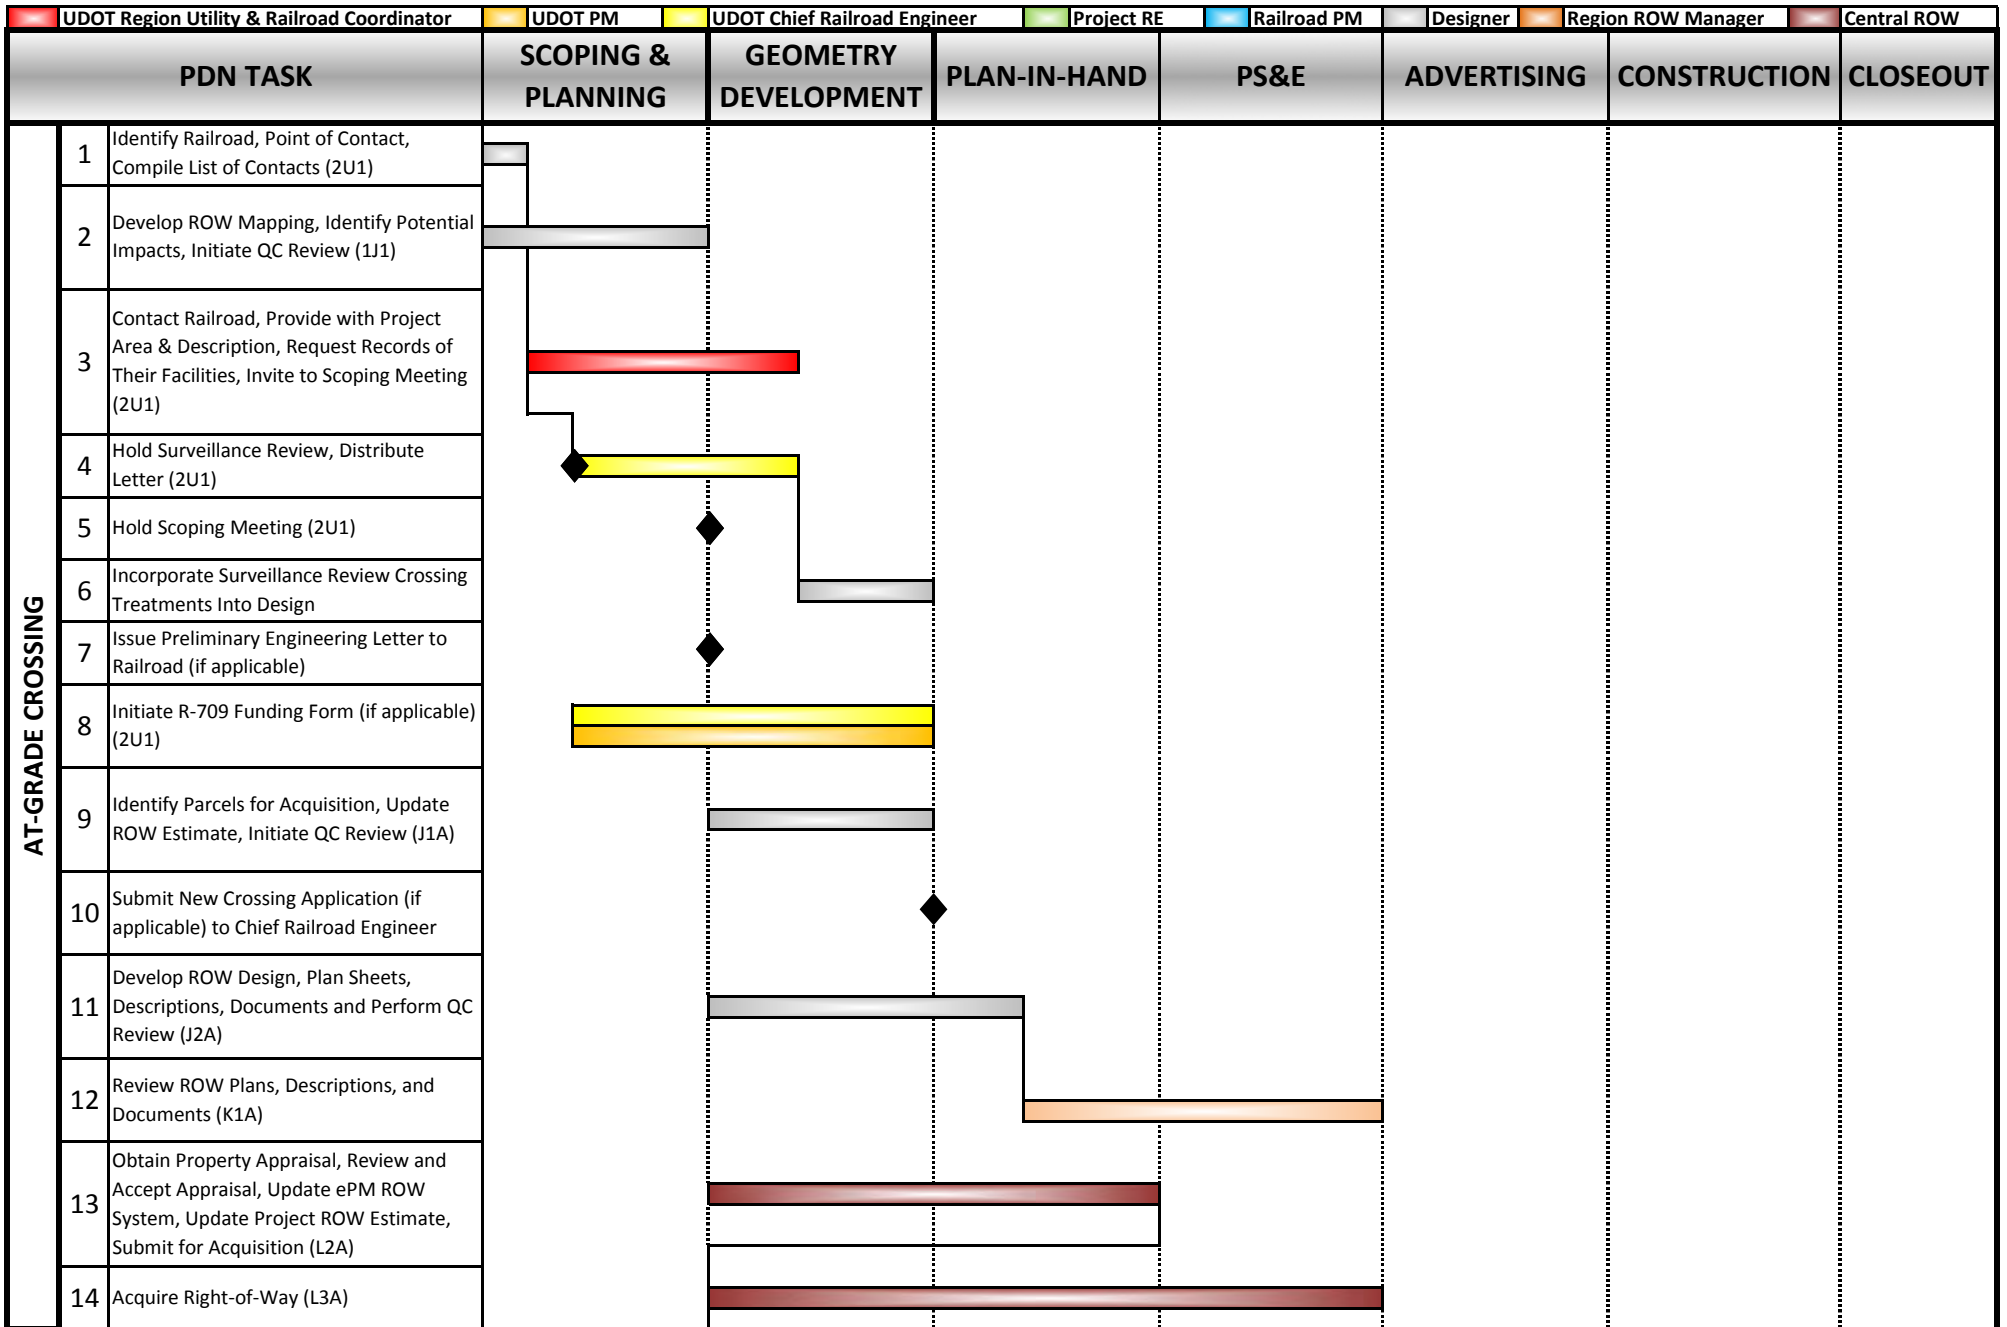 UDOT Region Utility & Railroad Coordinator UDOT PM UDOT Chief Railroad Engineer Project RE Railroad PM Designer Region ROW Manager Central ROW
PDN TASK
SCOPING &
PLANNING
GEOMETRY
DEVELOPMENT
PLAN-IN-HAND
PS&E
ADVERTISING
CONSTRUCTION
CLOSEOUT
AT-GRADE CROSSING
1
Identify Railroad, Point of Contact,
Compile List of Contacts (2U1)
2
Develop ROW Mapping, Identify Potential
Impacts, Initiate QC Review (1J1)
3
Contact Railroad, Provide with Project
Area & Description, Request Records of
Their Facilities, Invite to Scoping Meeting
(2U1)
4
Hold Surveillance Review, Distribute
Letter (2U1)
5
Hold Scoping Meeting (2U1)
6
Incorporate Surveillance Review Crossing
Treatments Into Design
7
Issue Preliminary Engineering Letter to
Railroad (if applicable)
8
Initiate R-709 Funding Form (if applicable)
(2U1)
9
Identify Parcels for Acquisition, Update
ROW Estimate, Initiate QC Review (J1A)
10
Submit New Crossing Application (if
applicable) to Chief Railroad Engineer
11
Develop ROW Design, Plan Sheets,
Descriptions, Documents and Perform QC
Review (J2A)
12
Review ROW Plans, Descriptions, and
Documents (K1A)
13
Obtain Property Appraisal, Review and
Accept Appraisal, Update ePM ROW
System, Update Project ROW Estimate,
Submit for Acquisition (L2A)
14
Acquire Right-of-Way (L3A)